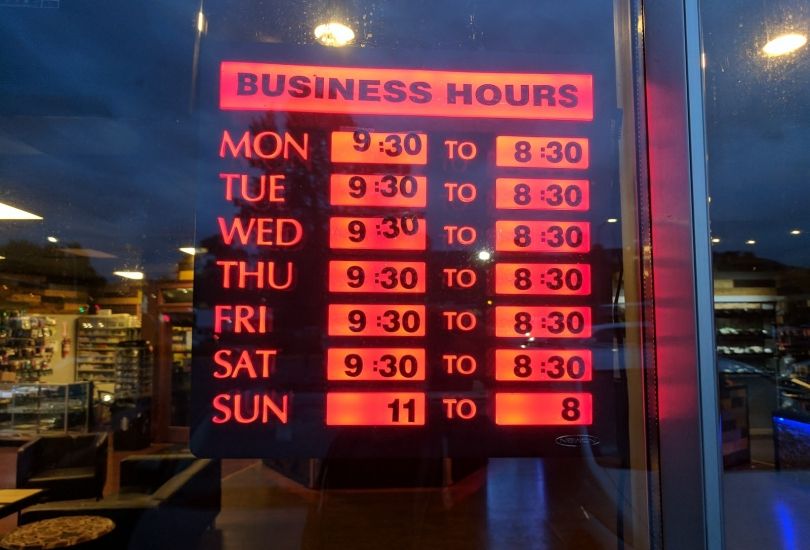 BUSINESS HOURS
MON 9:30 TO 8:30
TUE 9:30 TO 8:30
WED 9:30 TO 8:30
THU 9:30 TO 8:30
FRI 9:30 TO 8:30
SAT 9:30 TO 8:30
SUN 11 TO 8